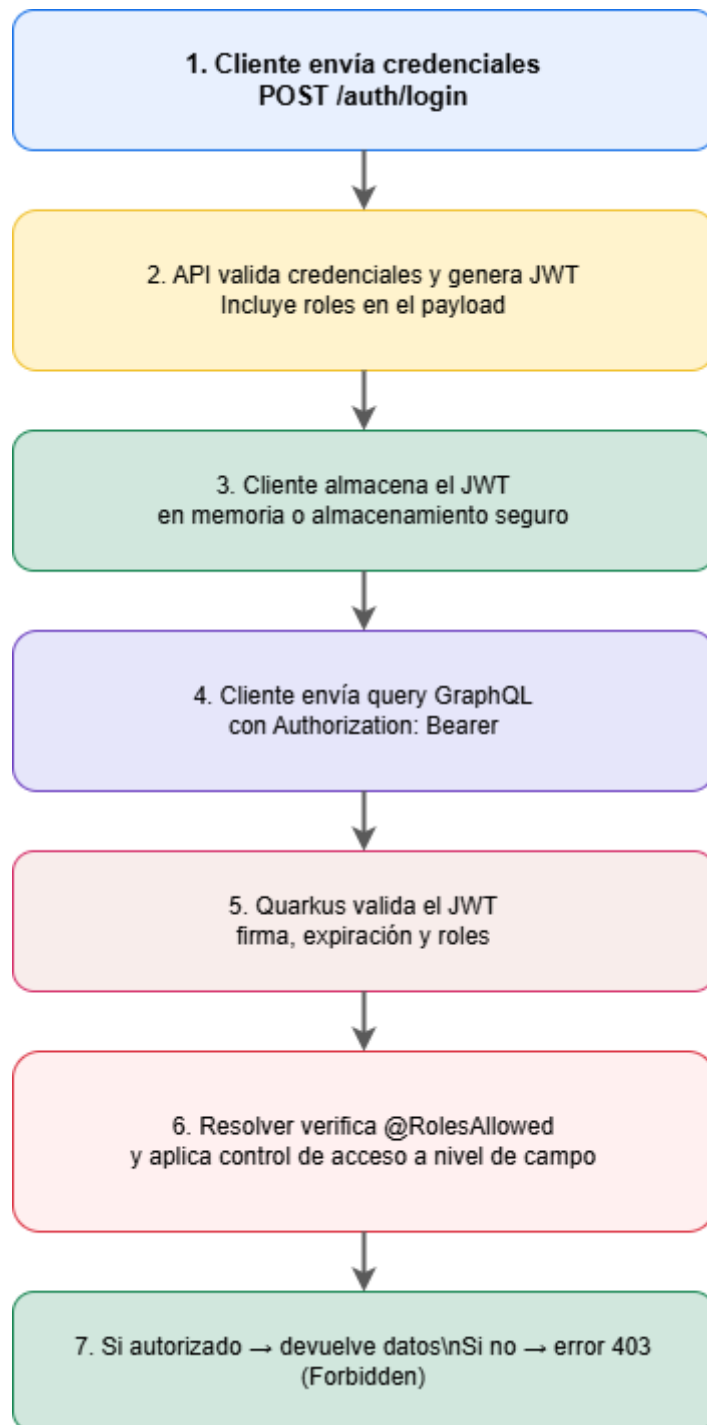 1. Cliente envía credenciales
POST /auth/login
2. API valida credenciales y genera JWT
Incluye roles en el payload
3. Cliente almacena el JWT
en memoria o almacenamiento seguro
4. Cliente envía query GraphQL
con Authorization: Bearer
5. Quarkus valida el JWT
firma, expiración y roles
6. Resolver verifica @RolesAllowed
y aplica control de acceso a nivel de campo
7. Si autorizado → devuelve datos\nSi no → error 403
(Forbidden)